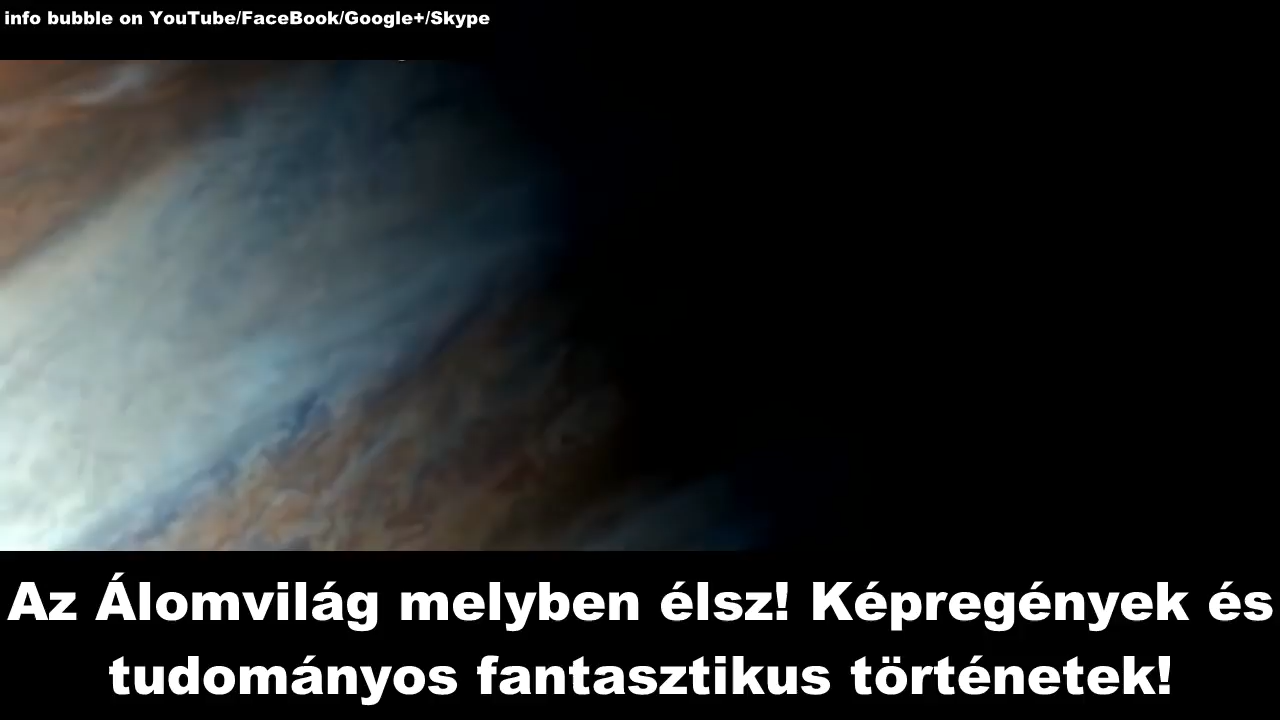 info bubble on YouTube/FaceBook/Google+/Skype
Az Álomvilág melyben élsz! Képregények és
tudományos fantasztikus történetek!